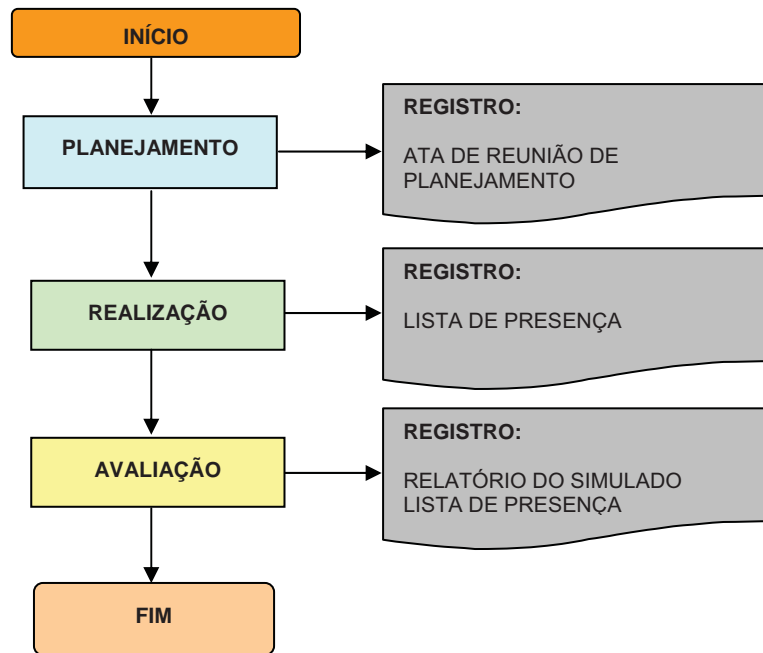 INÍCIO
PLANEJAMENTO
REGISTRO:
ATA DE REUNIÃO DE
PLANEJAMENTO
REALIZAÇÃO
REGISTRO:
LISTA DE PRESENÇA
AVALIAÇÃO
REGISTRO:
RELATÓRIO DO SIMULADO
LISTA DE PRESENÇA
FIM